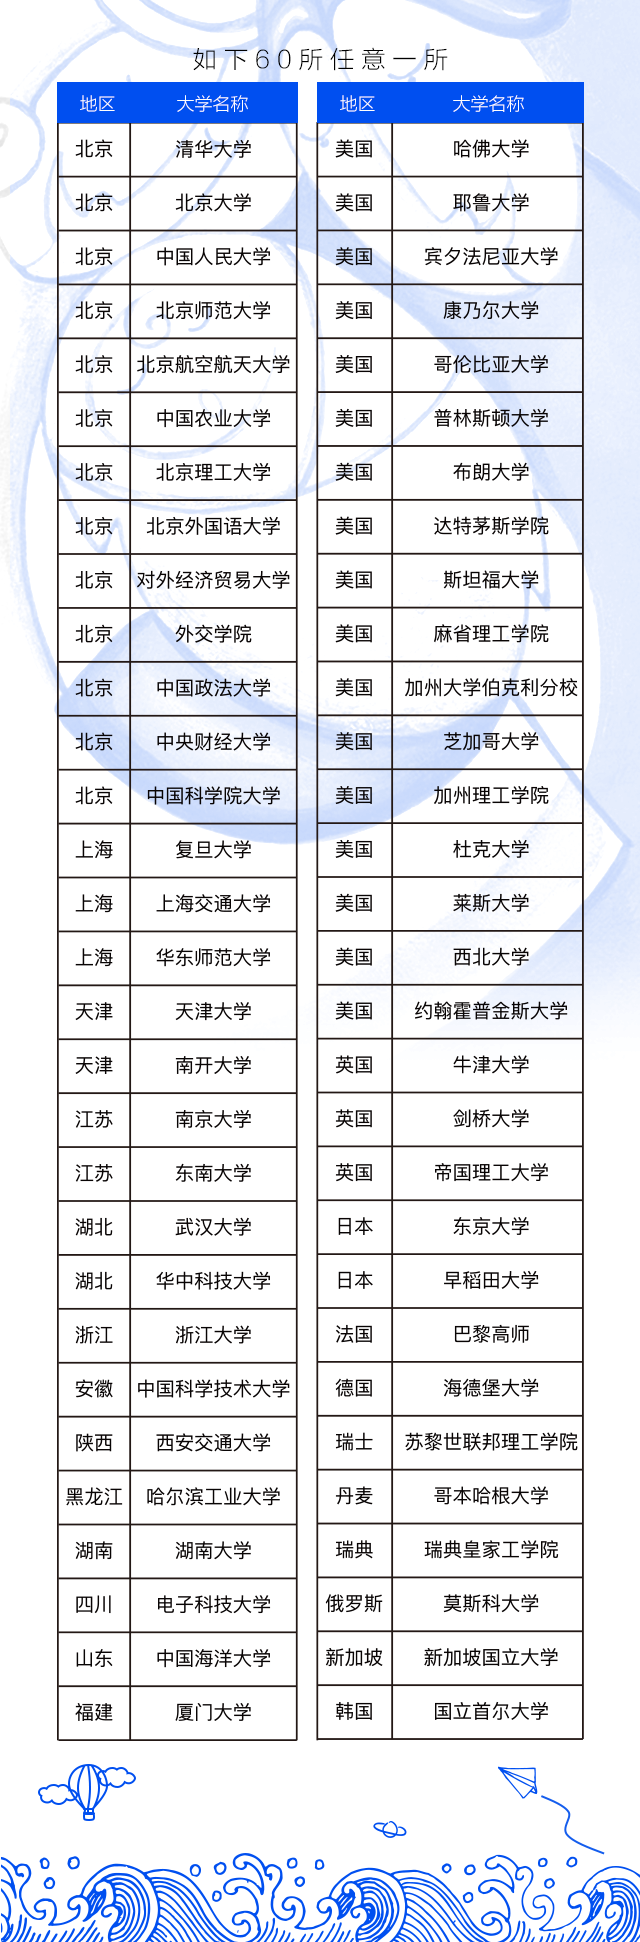 如下60所任意一所
地区 大学名称 地区 大学名称
北京 清华大学 美国 哈佛大学
北京 北京大学 美国 耶鲁大学
北京 中国人民大学 美国 宾夕法尼亚大学
北京 北京师范大学 美国 康乃尔大学
北京 北京航空航天大学 美国 哥伦比亚大学
北京 中国农业大学 美国 普林斯顿大学
北京 北京理工大学 美国 布朗大学
北京 北京外国语大学 美国 达特茅斯学院
北京 对外经济贸易大学 美国 斯坦福大学
北京 外交学院 美国 麻省理工学院
北京 中国政法大学 美国 加州大学伯克利分校
北京 中央财经大学 美国 芝加哥大学
北京 中国科学院大学 美国 加州理工学院
上海 复旦大学 美国 杜克大学
上海 上海交通大学 美国 莱斯大学
上海 华东师范大学 美国 西北大学
天津 天津大学 美国 约翰霍普金斯大学
天津 南开大学 英国 牛津大学
江苏 南京大学 英国 剑桥大学
江苏 东南大学 英国 帝国理工大学
湖北 武汉大学 日本 东京大学
湖北 华中科技大学 日本 早稻田大学
浙江 浙江大学 法国 巴黎高师
安徽 中国科学技术大学 德国 海德堡大学
陕西 西安交通大学 瑞士 苏黎世联邦理工学院
黑龙江 哈尔滨工业大学 丹麦 哥本哈根大学
湖南 湖南大学 瑞典 瑞典皇家工学院
四川 电子科技大学 俄罗斯 莫斯科大学
山东 中国海洋大学 新加坡 新加坡国立大学
福建 厦门大学 韩国 国立首尔大学